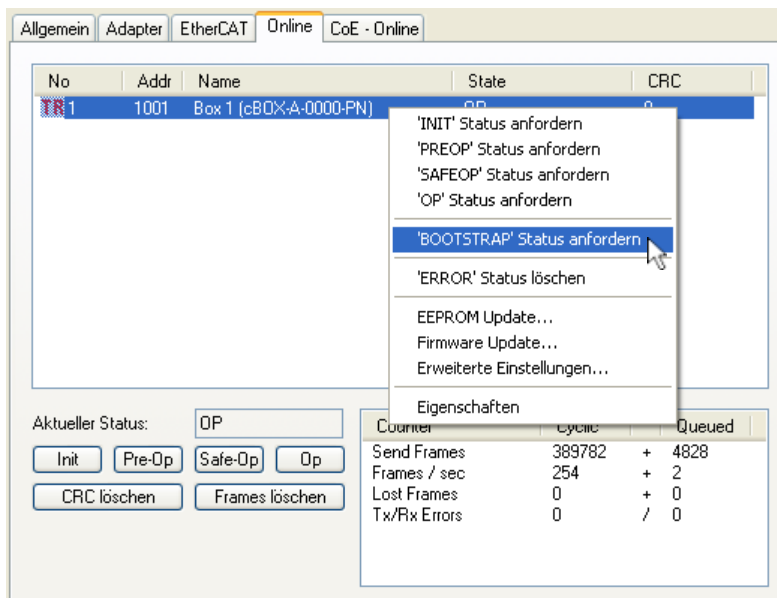 Allgemein Adapter EtherCAT Online CoE - Online
No Addr Name State CRC
TR 1 1001 Box 1 (cBOX-A-0000-PN) OP 0
'INIT' Status anfordern
'PREOP' Status anfordern
'SAFEOP' Status anfordern
'OP' Status anfordern
'BOOTSTRAP' Status anfordern
'ERROR' Status löschen
EEPROM Update...
Firmware Update...
Erweiterte Einstellungen...
Eigenschaften
Aktueller Status: OP
Init Pre-Op Safe-Op Op
CRC löschen Frames löschen
Counter Cyclic Queued
Send Frames 389782 + 4828
Frames / sec 254 + 2
Lost Frames 0 + 0
Tx/Rx Errors 0 / 0